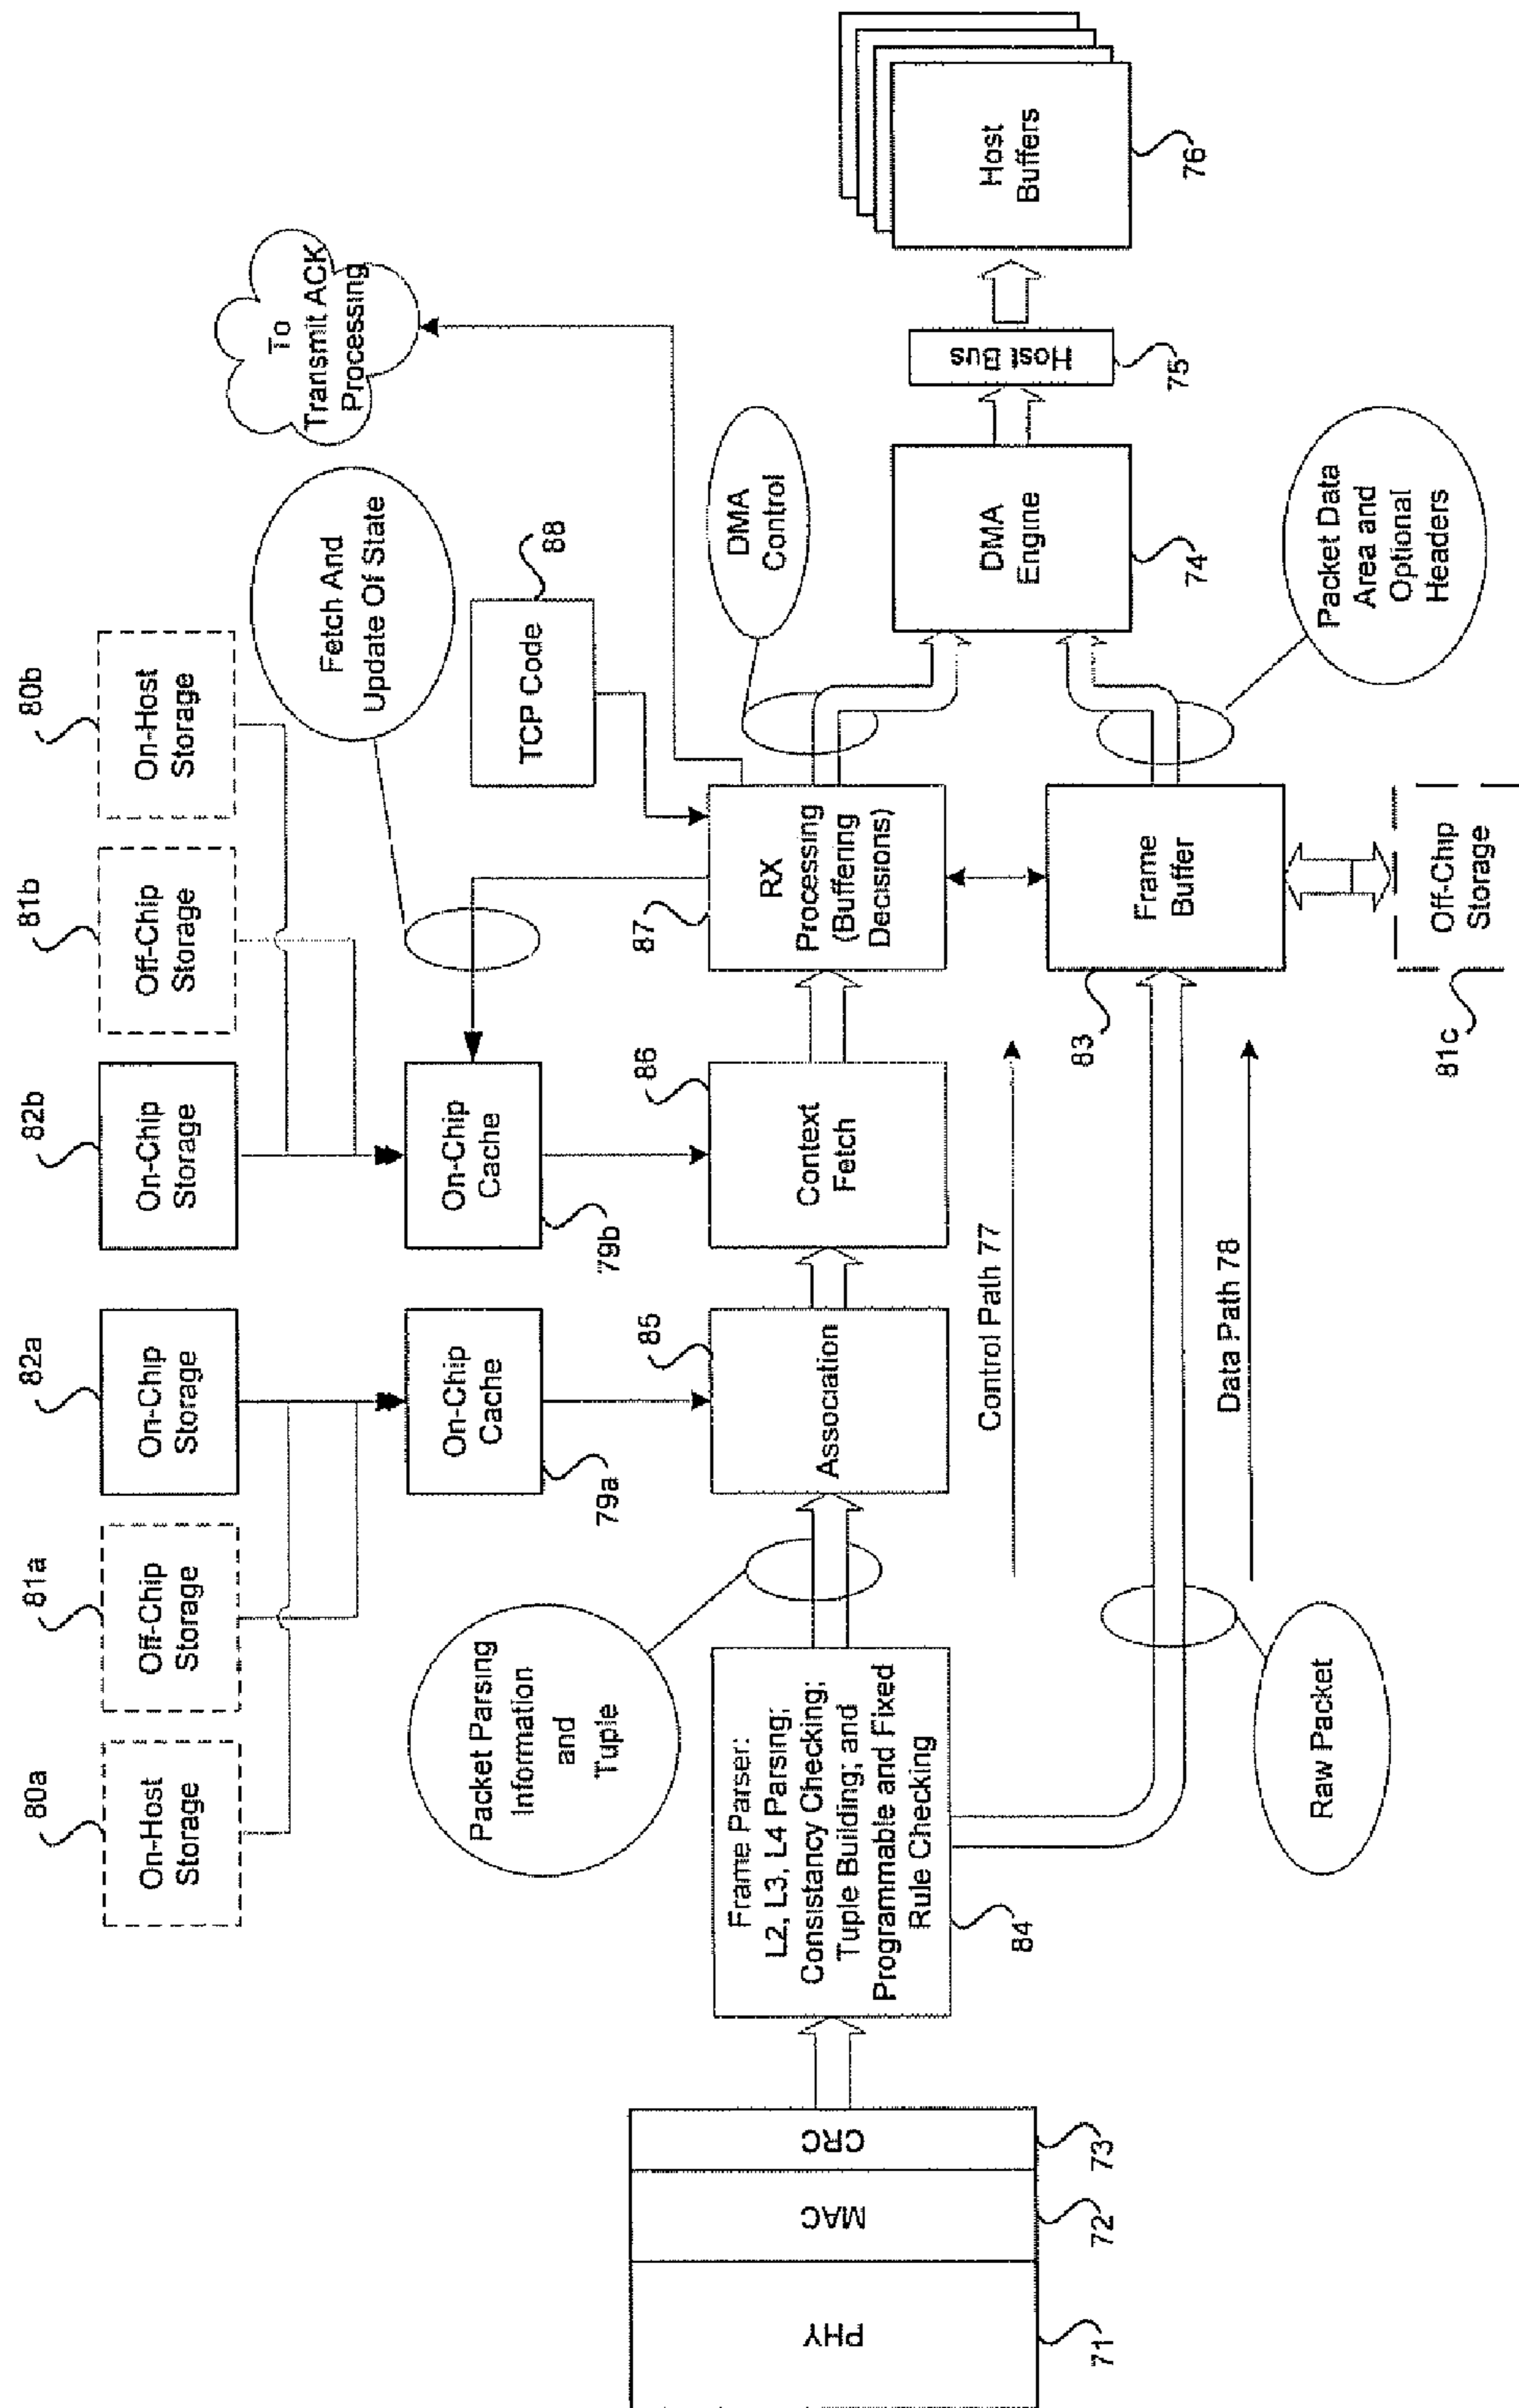 80a
81a
82a
82b
81b
80b
On-Host
Storage
Off-Chip
Storage
On-Chip
Storage
On-Chip
Storage
Off-Chip
Storage
On-Host
Storage
To
Transmit ACK
Processing
Fetch And
Update Of State
On-Chip
Cache
79a
On-Chip
Cache
79b
TCP Code
88
Packet Parsing
Information
and
Tuple
DMA
Control
PHY
71
MAC
72
CRC
73
Frame Parser:
L2, L3, L4 Parsing;
Consistancy Checking;
Tuple Building; and
Programmable and Fixed
Rule Checking
84
Association
85
Context
Fetch
86
RX
Processing
(Buffering
Decisions)
87
DMA
Engine
74
Host Bus
75
Host
Buffers
76
Control Path 77
Frame
Buffer
83
Data Path 78
Raw Packet
Packet Data
Area and
Optional
Headers
Off-Chip
Storage
81c